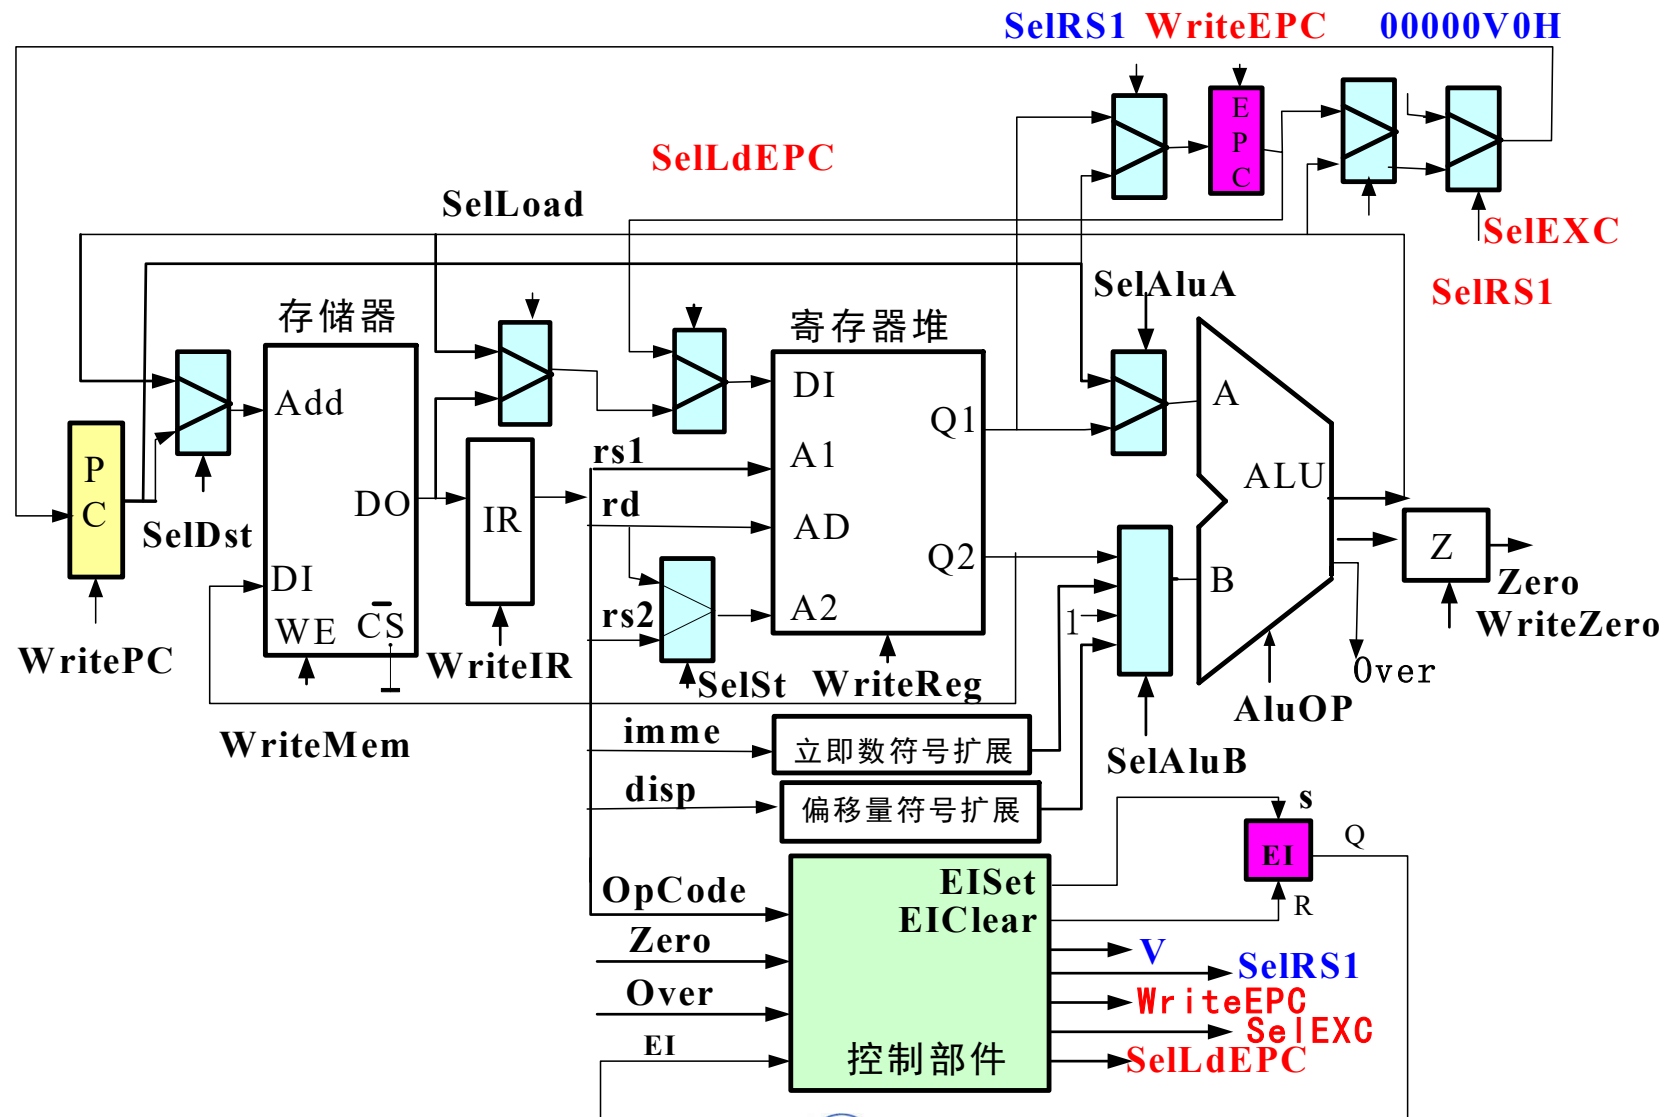 SelRS1 WriteEPC 00000V0H
E
P
C
SelLdEPC
SelLoad
SelEXC
SelRS1
SelAluA
存储器
寄存器堆
Add
DI
A
Q1
P
C
rs1
A1
ALU
DO
IR
rd
AD
SelDst
Q2
Z
DI
B
Zero
WE
CS
rs2
A2
1
WriteZero
WritePC
WriteIR
SelSt
WriteReg
Over
AluOP
WriteMem
imme
立即数符号扩展
SelAluB
disp
偏移量符号扩展
s
EI
Q
OpCode
EISet
EIClear
R
Zero
V
SelRS1
Over
WriteEPC
SelEXC
EI
控制部件
SelLdEPC